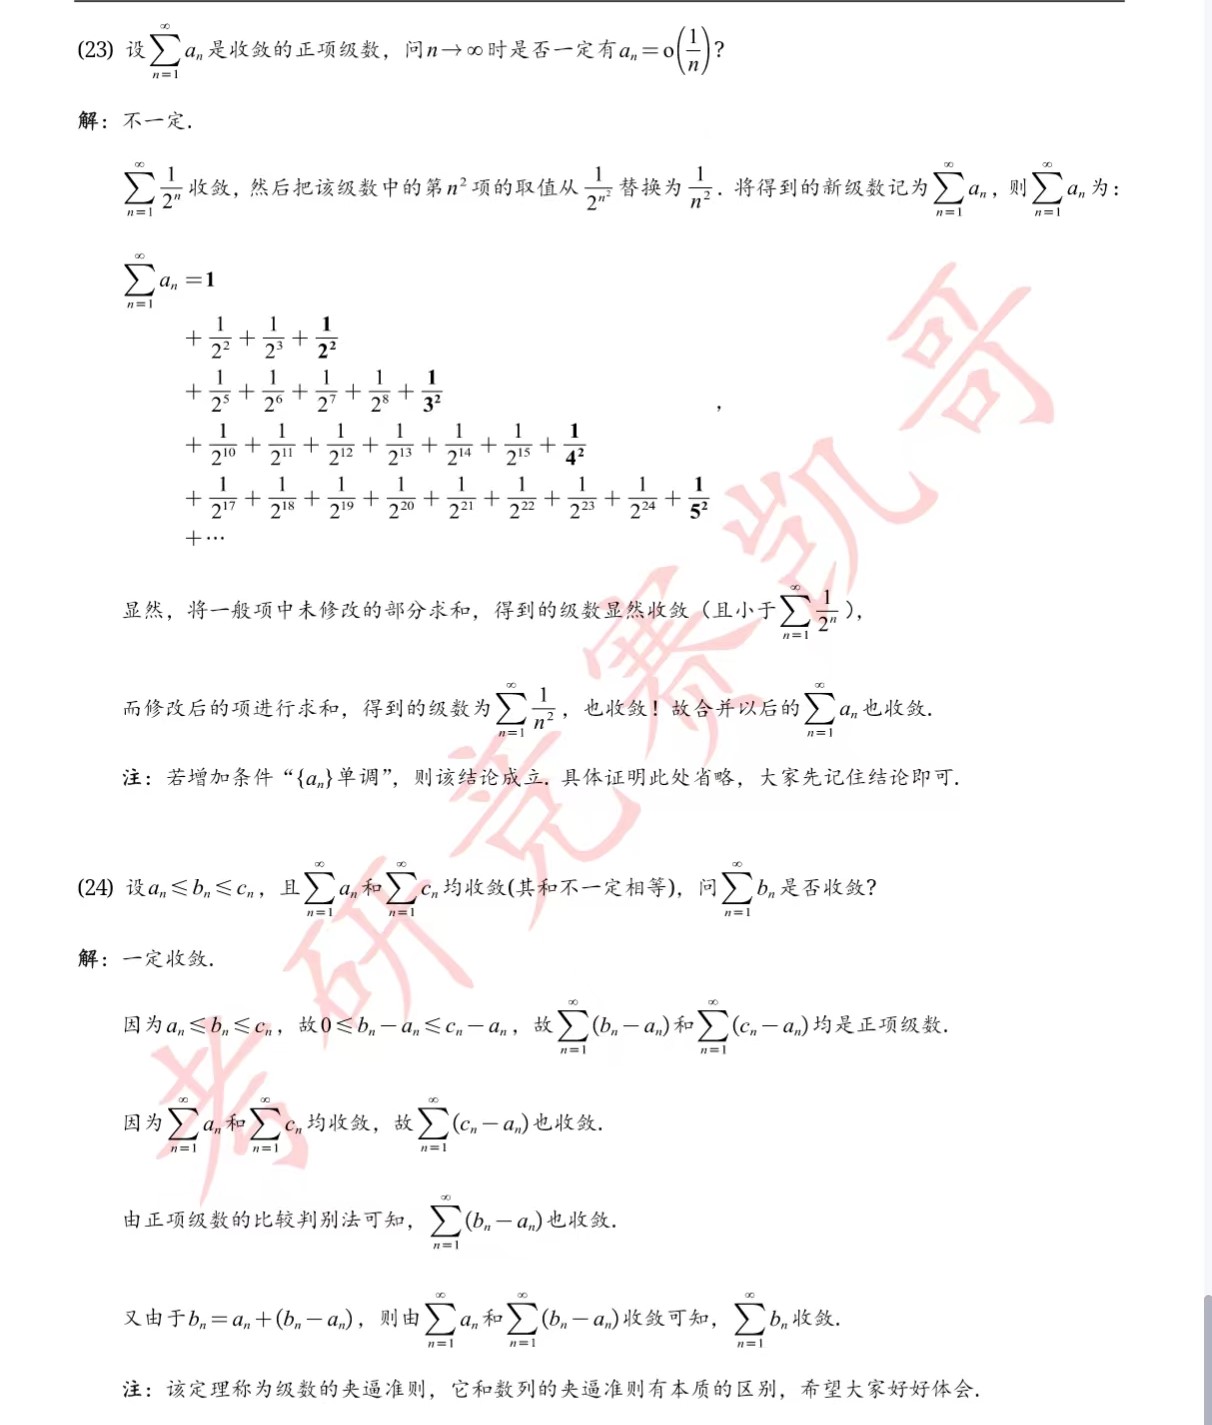 (23) 设$\sum_{n=1}^{\infty} a_n$是收敛的正项级数，问$n\to\infty$时是否一定有$a_n=\mathrm{o}\left(\frac{1}{n}\right)$？
解：不一定.
$\sum_{n=1}^{\infty}\frac{1}{2^n}$收敛，然后把该级数中的第$n^2$项的取值从$\frac{1}{2^{n^2}}$替换为$\frac{1}{n^2}$. 将得到的新级数记为$\sum_{n=1}^{\infty} a_n$，则$\sum_{n=1}^{\infty} a_n$为：
$\sum_{n=1}^{\infty} a_n=\mathbf{1}$
$+\frac{1}{2^2}+\frac{1}{2^3}+\mathbf{\frac{1}{2^2}}$
$+\frac{1}{2^5}+\frac{1}{2^6}+\frac{1}{2^7}+\frac{1}{2^8}+\mathbf{\frac{1}{3^2}}$ ，
$+\frac{1}{2^{10}}+\frac{1}{2^{11}}+\frac{1}{2^{12}}+\frac{1}{2^{13}}+\frac{1}{2^{14}}+\frac{1}{2^{15}}+\mathbf{\frac{1}{4^2}}$
$+\frac{1}{2^{17}}+\frac{1}{2^{18}}+\frac{1}{2^{19}}+\frac{1}{2^{20}}+\frac{1}{2^{21}}+\frac{1}{2^{22}}+\frac{1}{2^{23}}+\frac{1}{2^{24}}+\mathbf{\frac{1}{5^2}}$
$+\cdots$
显然，将一般项中未修改的部分求和，得到的级数显然收敛（且小于$\sum_{n=1}^{\infty}\frac{1}{2^n}$），
而修改后的项进行求和，得到的级数为$\sum_{n=1}^{\infty}\frac{1}{n^2}$，也收敛！故合并以后的$\sum_{n=1}^{\infty} a_n$也收敛.
注：若增加条件“$\{a_n\}$单调”，则该结论成立. 具体证明此处省略，大家先记住结论即可.
(24) 设$a_n\leqslant b_n\leqslant c_n$，且$\sum_{n=1}^{\infty} a_n$和$\sum_{n=1}^{\infty} c_n$均收敛(其和不一定相等)，问$\sum_{n=1}^{\infty} b_n$是否收敛？
解：一定收敛.
因为$a_n\leqslant b_n\leqslant c_n$，故$0\leqslant b_n-a_n\leqslant c_n-a_n$，故$\sum_{n=1}^{\infty}(b_n-a_n)$和$\sum_{n=1}^{\infty}(c_n-a_n)$均是正项级数.
因为$\sum_{n=1}^{\infty} a_n$和$\sum_{n=1}^{\infty} c_n$均收敛，故$\sum_{n=1}^{\infty}(c_n-a_n)$也收敛.
由正项级数的比较判别法可知，$\sum_{n=1}^{\infty}(b_n-a_n)$也收敛.
又由于$b_n=a_n+(b_n-a_n)$，则由$\sum_{n=1}^{\infty} a_n$和$\sum_{n=1}^{\infty}(b_n-a_n)$收敛可知，$\sum_{n=1}^{\infty} b_n$收敛.
注：该定理称为级数的夹逼准则，它和数列的夹逼准则有本质的区别，希望大家好好体会.
考研竞赛凯哥